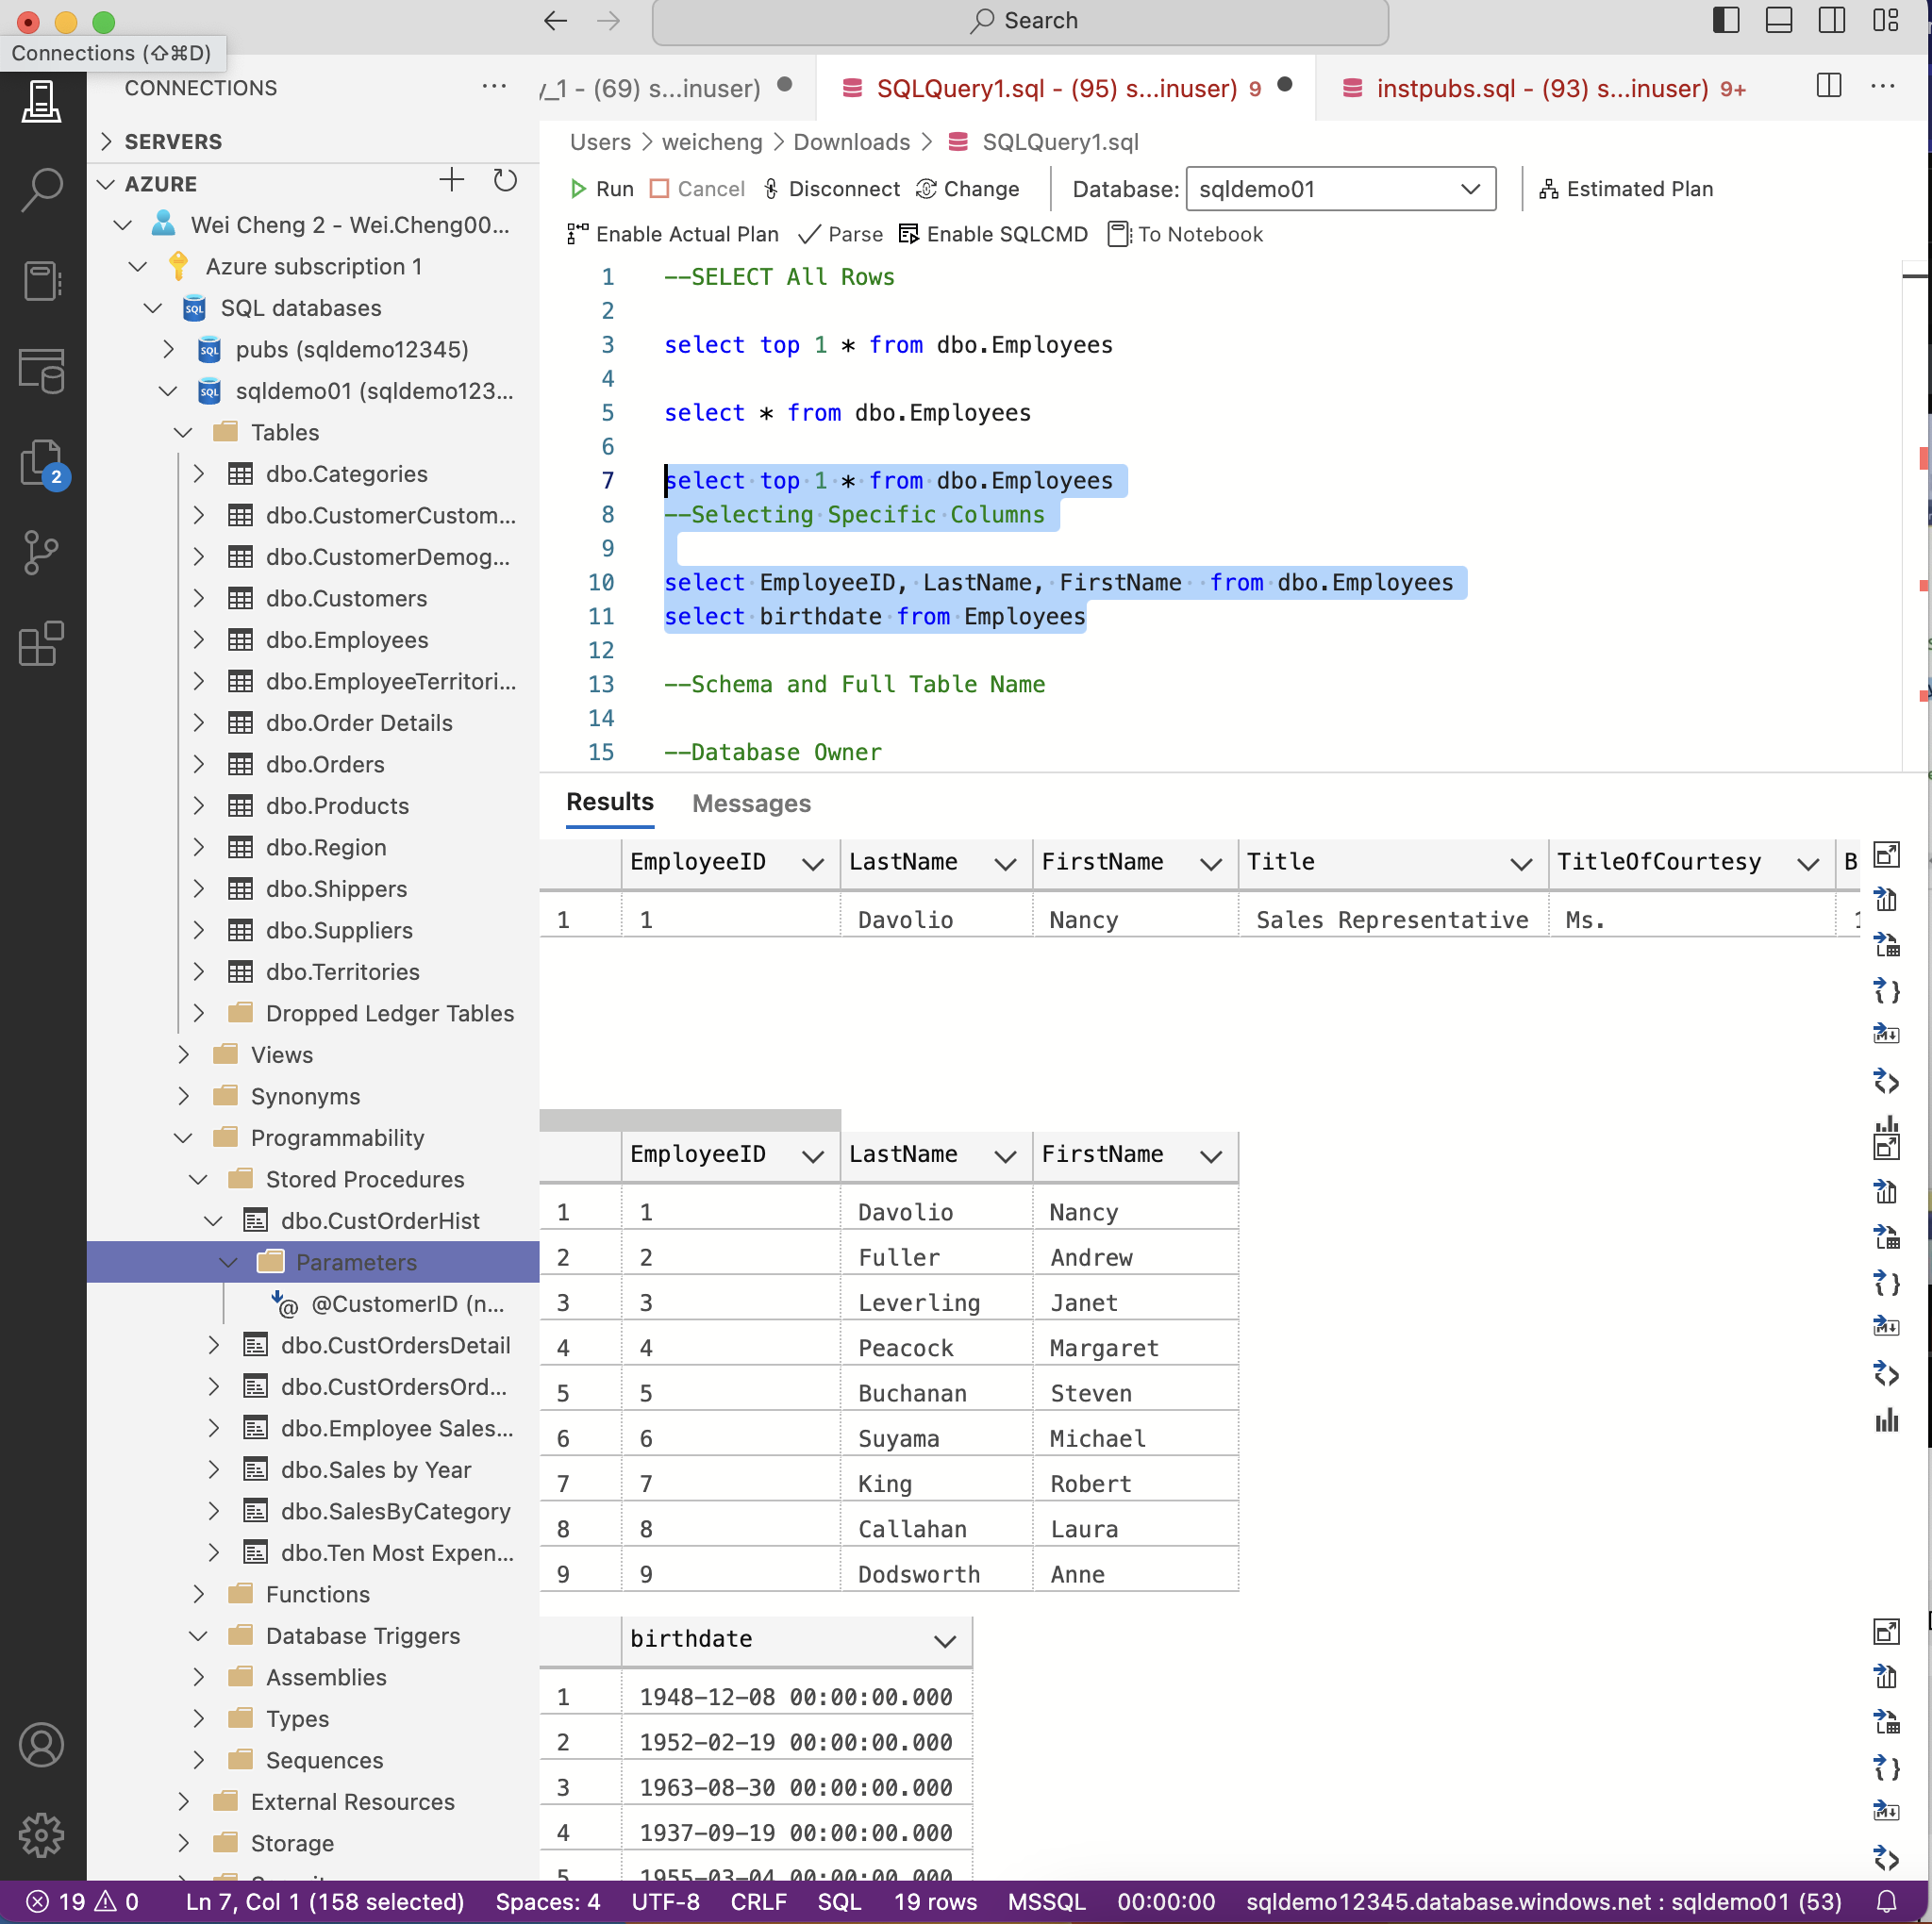 Search
Connections (⇧⌘D)
CONNECTIONS
SERVERS
AZURE
Wei Cheng 2 - Wei.Cheng00...
Azure subscription 1
SQL databases
pubs (sqldemo12345)
sqldemo01 (sqldemo123...
Tables
dbo.Categories
dbo.CustomerCustom...
dbo.CustomerDemog...
dbo.Customers
dbo.Employees
dbo.EmployeeTerritori...
dbo.Order Details
dbo.Orders
dbo.Products
dbo.Region
dbo.Shippers
dbo.Suppliers
dbo.Territories
Dropped Ledger Tables
Views
Synonyms
Programmability
Stored Procedures
dbo.CustOrderHist
Parameters
@CustomerID (n...
dbo.CustOrdersDetail
dbo.CustOrdersOrd...
dbo.Employee Sales...
dbo.Sales by Year
dbo.SalesByCategory
dbo.Ten Most Expen...
Functions
Database Triggers
Assemblies
Types
Sequences
External Resources
Storage
2
y_1 - (69) s...inuser)
SQLQuery1.sql - (95) s...inuser) 9
instpubs.sql - (93) s...inuser) 9+
Users > weicheng > Downloads > SQLQuery1.sql
Run Cancel Disconnect Change Database: sqldemo01 Estimated Plan
Enable Actual Plan Parse Enable SQLCMD To Notebook
1 --SELECT All Rows
2
3 select top 1 * from dbo.Employees
4
5 select * from dbo.Employees
6
7 select top 1 * from dbo.Employees
8 --Selecting Specific Columns
9
10 select EmployeeID, LastName, FirstName  from dbo.Employees
11 select birthdate from Employees
12
13 --Schema and Full Table Name
14
15 --Database Owner
Results Messages
EmployeeID LastName FirstName Title TitleOfCourtesy B
1 1 Davolio Nancy Sales Representative Ms. 1
EmployeeID LastName FirstName
1 1 Davolio Nancy
2 2 Fuller Andrew
3 3 Leverling Janet
4 4 Peacock Margaret
5 5 Buchanan Steven
6 6 Suyama Michael
7 7 King Robert
8 8 Callahan Laura
9 9 Dodsworth Anne
birthdate
1 1948-12-08 00:00:00.000
2 1952-02-19 00:00:00.000
3 1963-08-30 00:00:00.000
4 1937-09-19 00:00:00.000
5 1955-03-04 00:00:00.000
19 0 Ln 7, Col 1 (158 selected) Spaces: 4 UTF-8 CRLF SQL 19 rows MSSQL 00:00:00 sqldemo12345.database.windows.net : sqldemo01 (53)